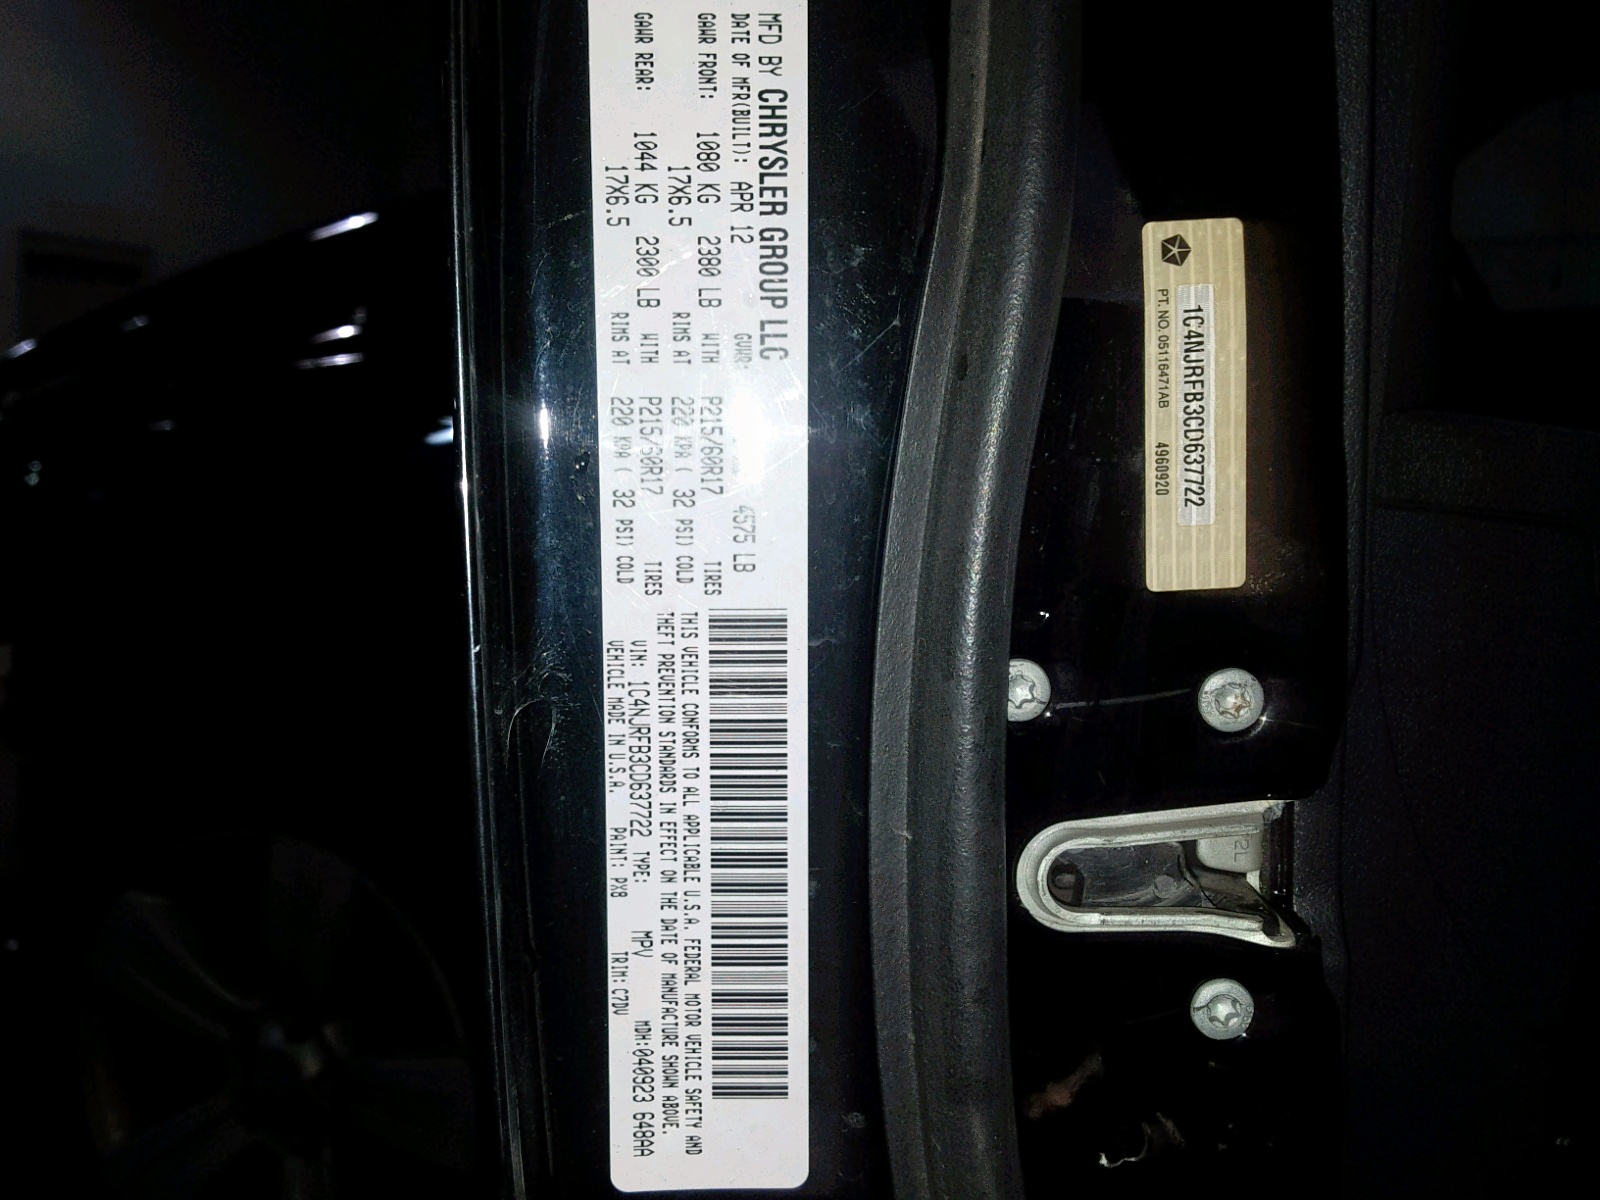 MFD BY CHRYSLER GROUP LLC
DATE OF MFR(BUILT): APR 12 GVWR: 4575 LB
GAWR FRONT: 1080 KG 2380 LB WITH P215/60R17 TIRES
17X6.5 RIMS AT 220 KPA ( 32 PSI) COLD
GAWR REAR: 1044 KG 2300 LB WITH P215/60R17 TIRES
17X6.5 RIMS AT 220 KPA ( 32 PSI) COLD
THIS VEHICLE CONFORMS TO ALL APPLICABLE U.S.A. FEDERAL MOTOR VEHICLE SAFETY AND
THEFT PREVENTION STANDARDS IN EFFECT ON THE DATE OF MANUFACTURE SHOWN ABOVE.
VIN: 1C4NJRFB3CD637722 TYPE: MPV MDH:040923 648AA
VEHICLE MADE IN U.S.A. PAINT: PX8 TRIM: C7DV
1C4NJRFB3CD637722
PT. NO. 05116471AB 4960920